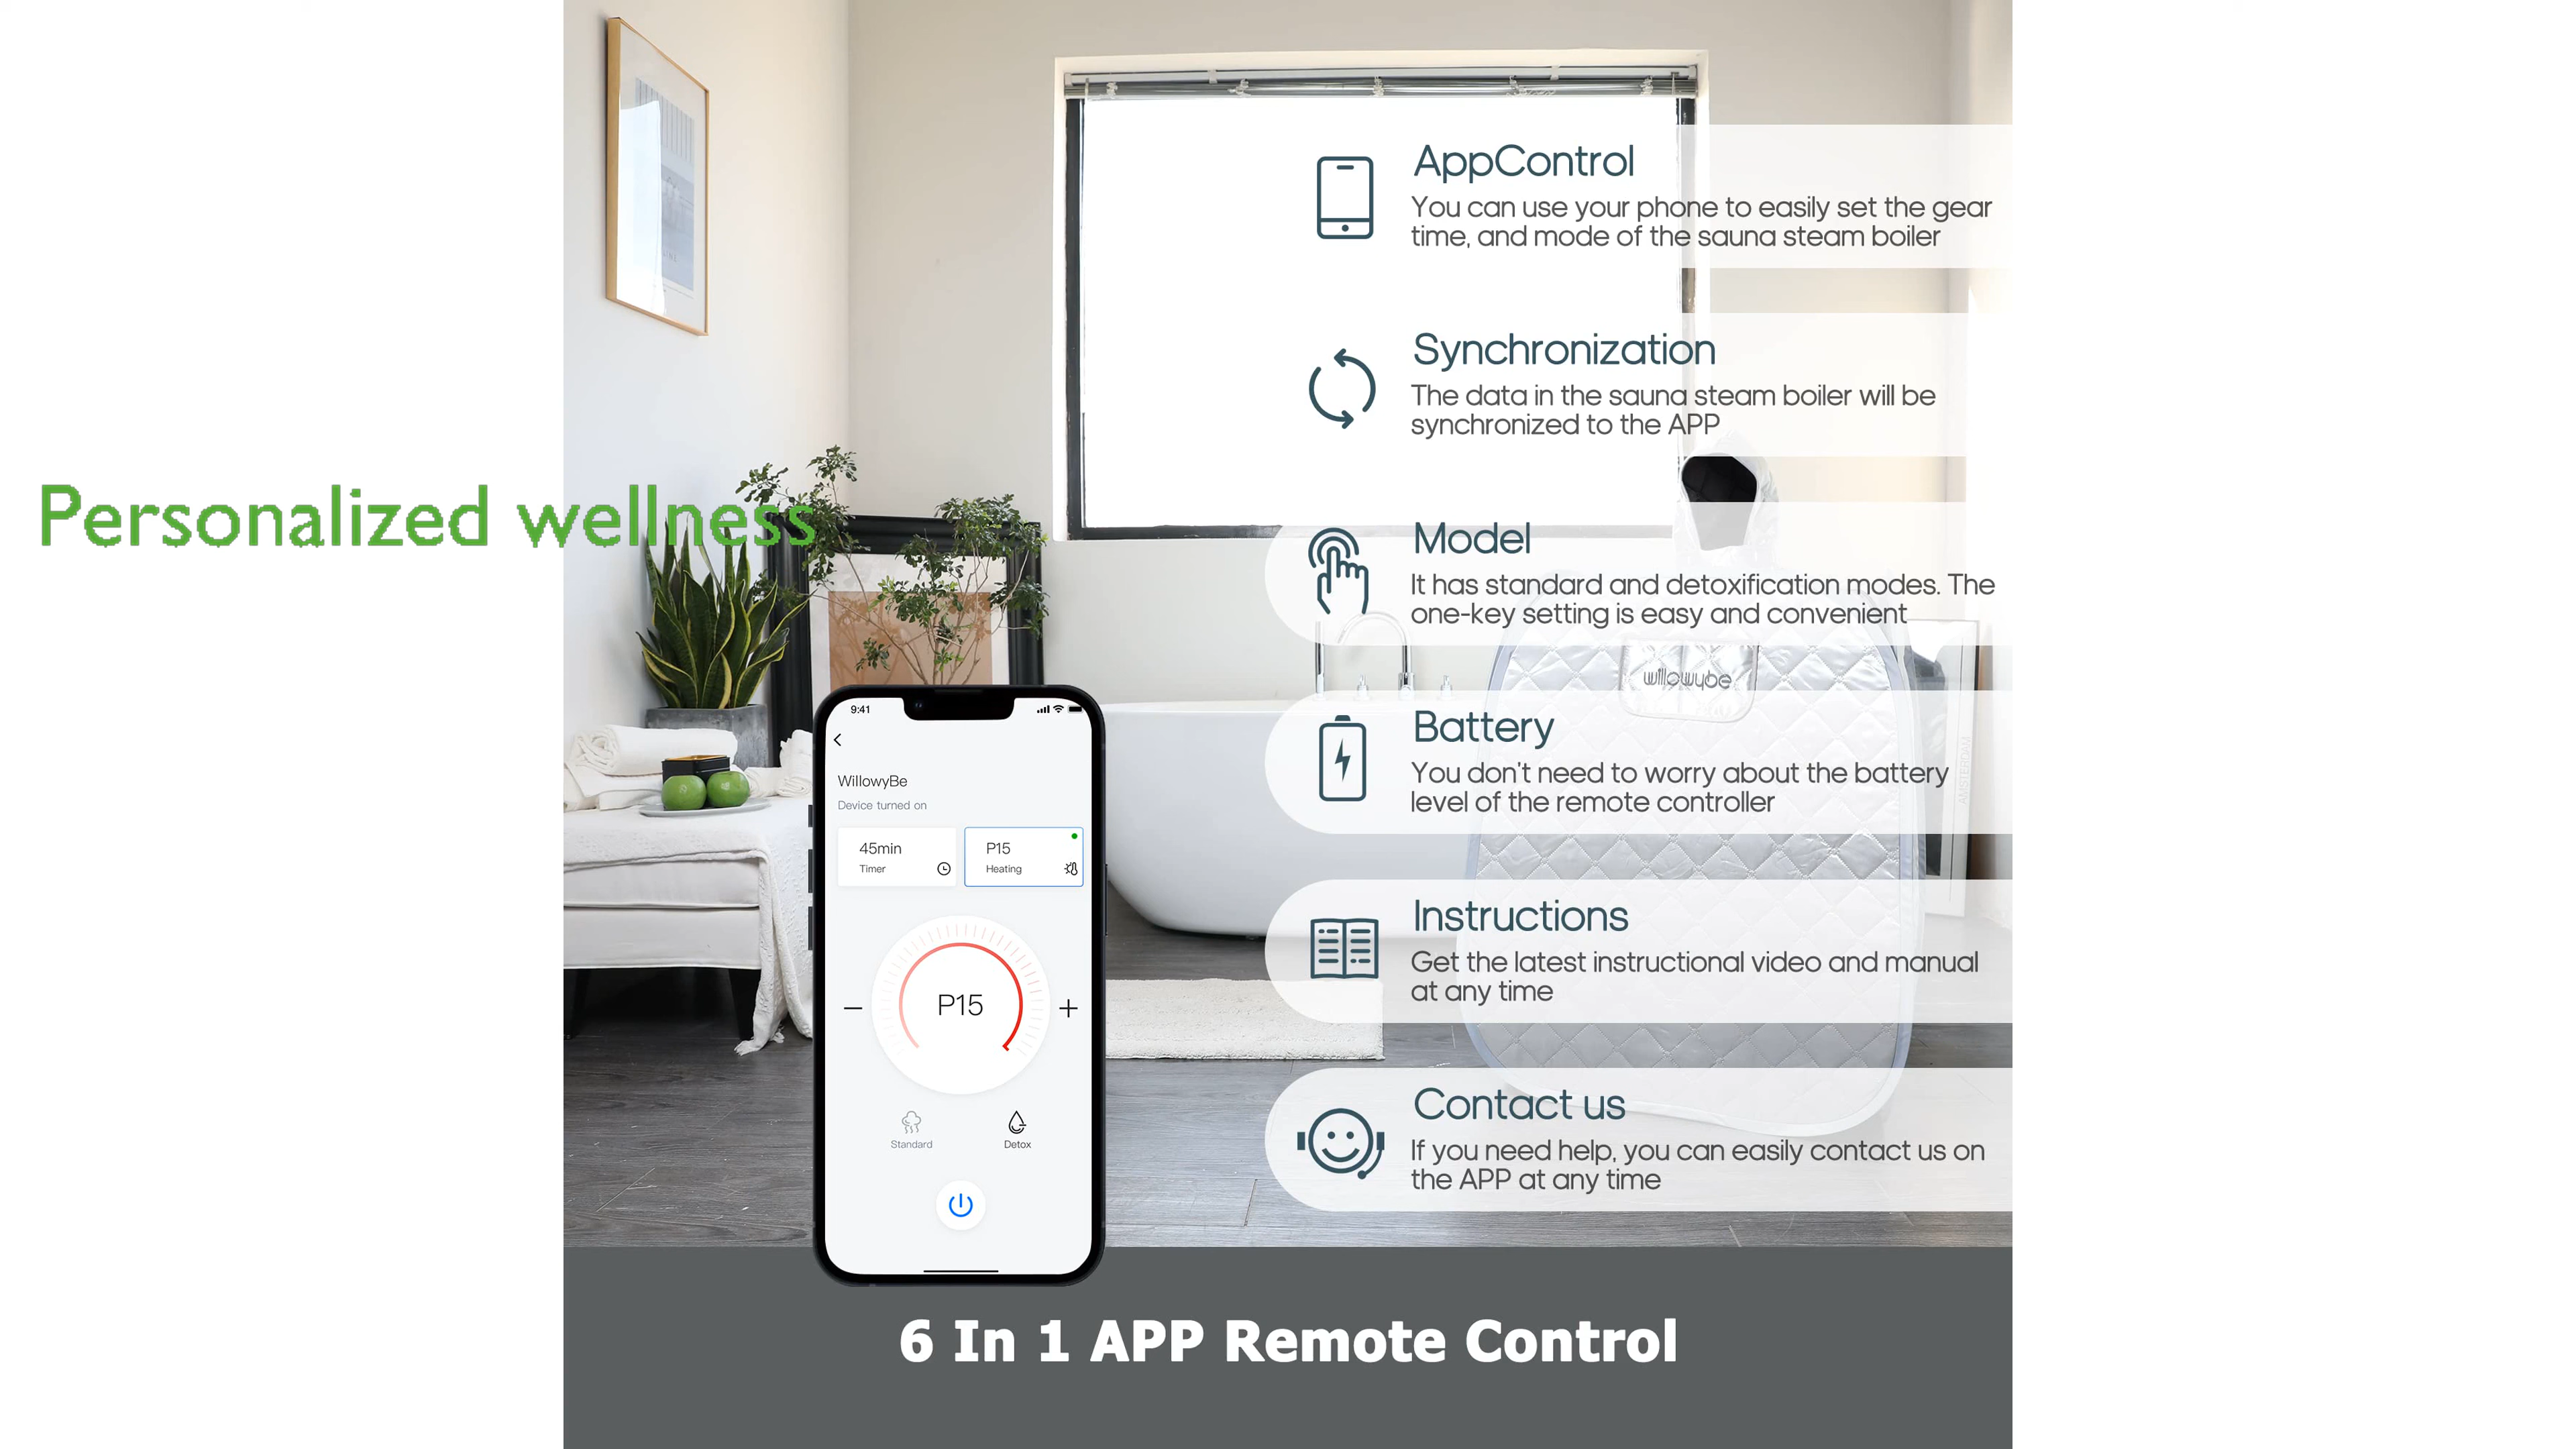 Personalized wellness
AppControl
You can use your phone to easily set the gear
time, and mode of the sauna steam boiler
Synchronization
The data in the sauna steam boiler will be
synchronized to the APP
Model
It has standard and detoxification modes. The
one-key setting is easy and convenient
willowybe
Battery
You don't need to worry about the battery
level of the remote controller
AMSTERDAM
Instructions
Get the latest instructional video and manual
at any time
Contact us
If you need help, you can easily contact us on
the APP at any time
9:41
WillowyBe
Device turned on
45min
Timer
P15
Heating
P15
Standard
Detox
6 In 1 APP Remote Control